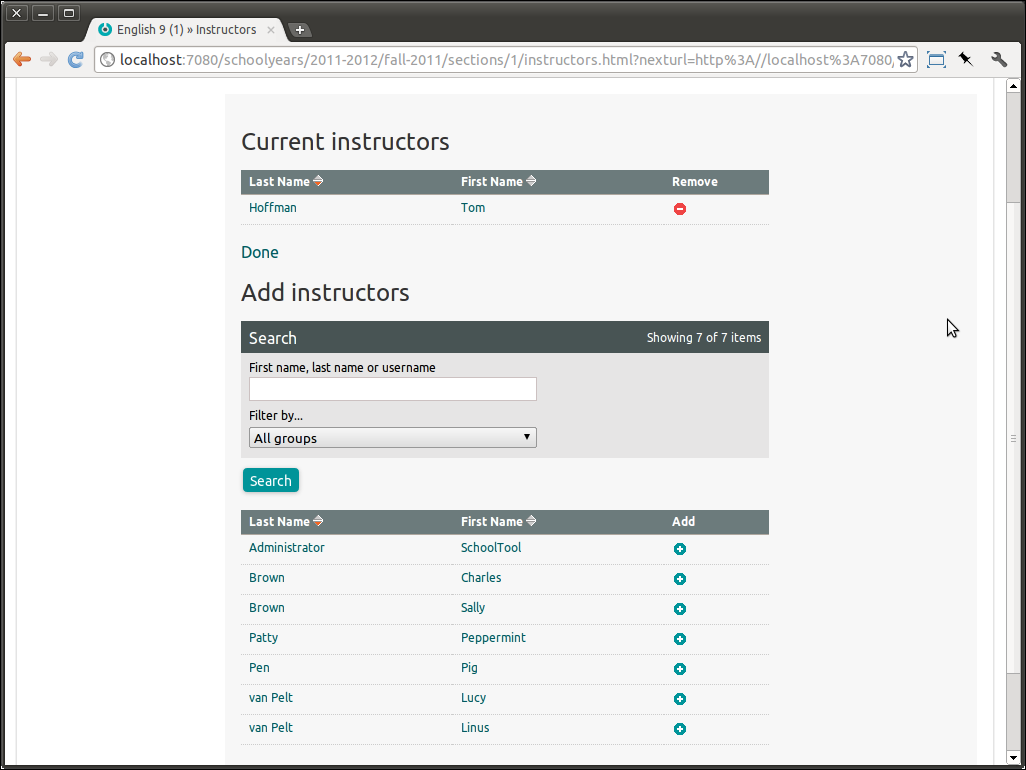 English 9 (1) » Instructors
localhost:7080/schoolyears/2011-2012/fall-2011/sections/1/instructors.html?nexturl=http%3A//localhost%3A7080/
Current instructors
Last Name First Name Remove
Hoffman Tom
Done
Add instructors
Search Showing 7 of 7 items
First name, last name or username
Filter by...
All groups
Search
Last Name First Name Add
Administrator SchoolTool
Brown Charles
Brown Sally
Patty Peppermint
Pen Pig
van Pelt Lucy
van Pelt Linus